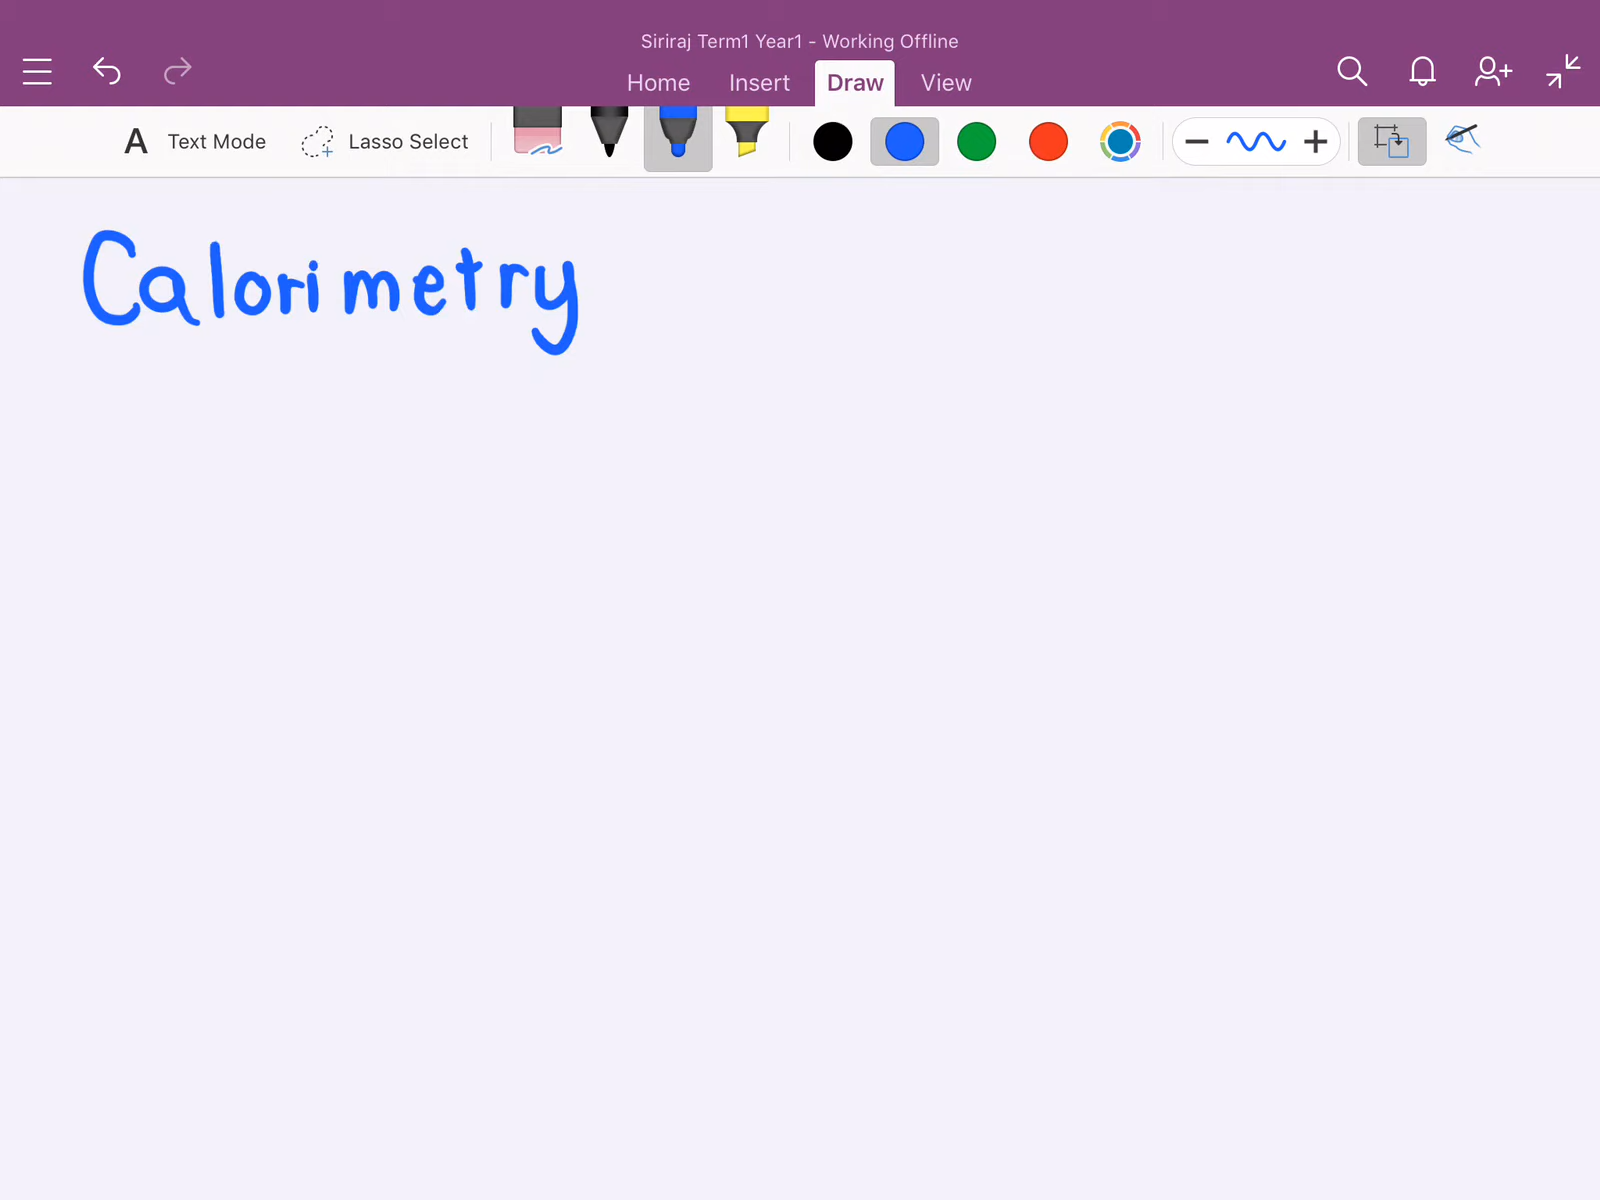 Siriraj Term1 Year1 - Working Offline
Home Insert Draw View
A Text Mode Lasso Select
Calorimetry